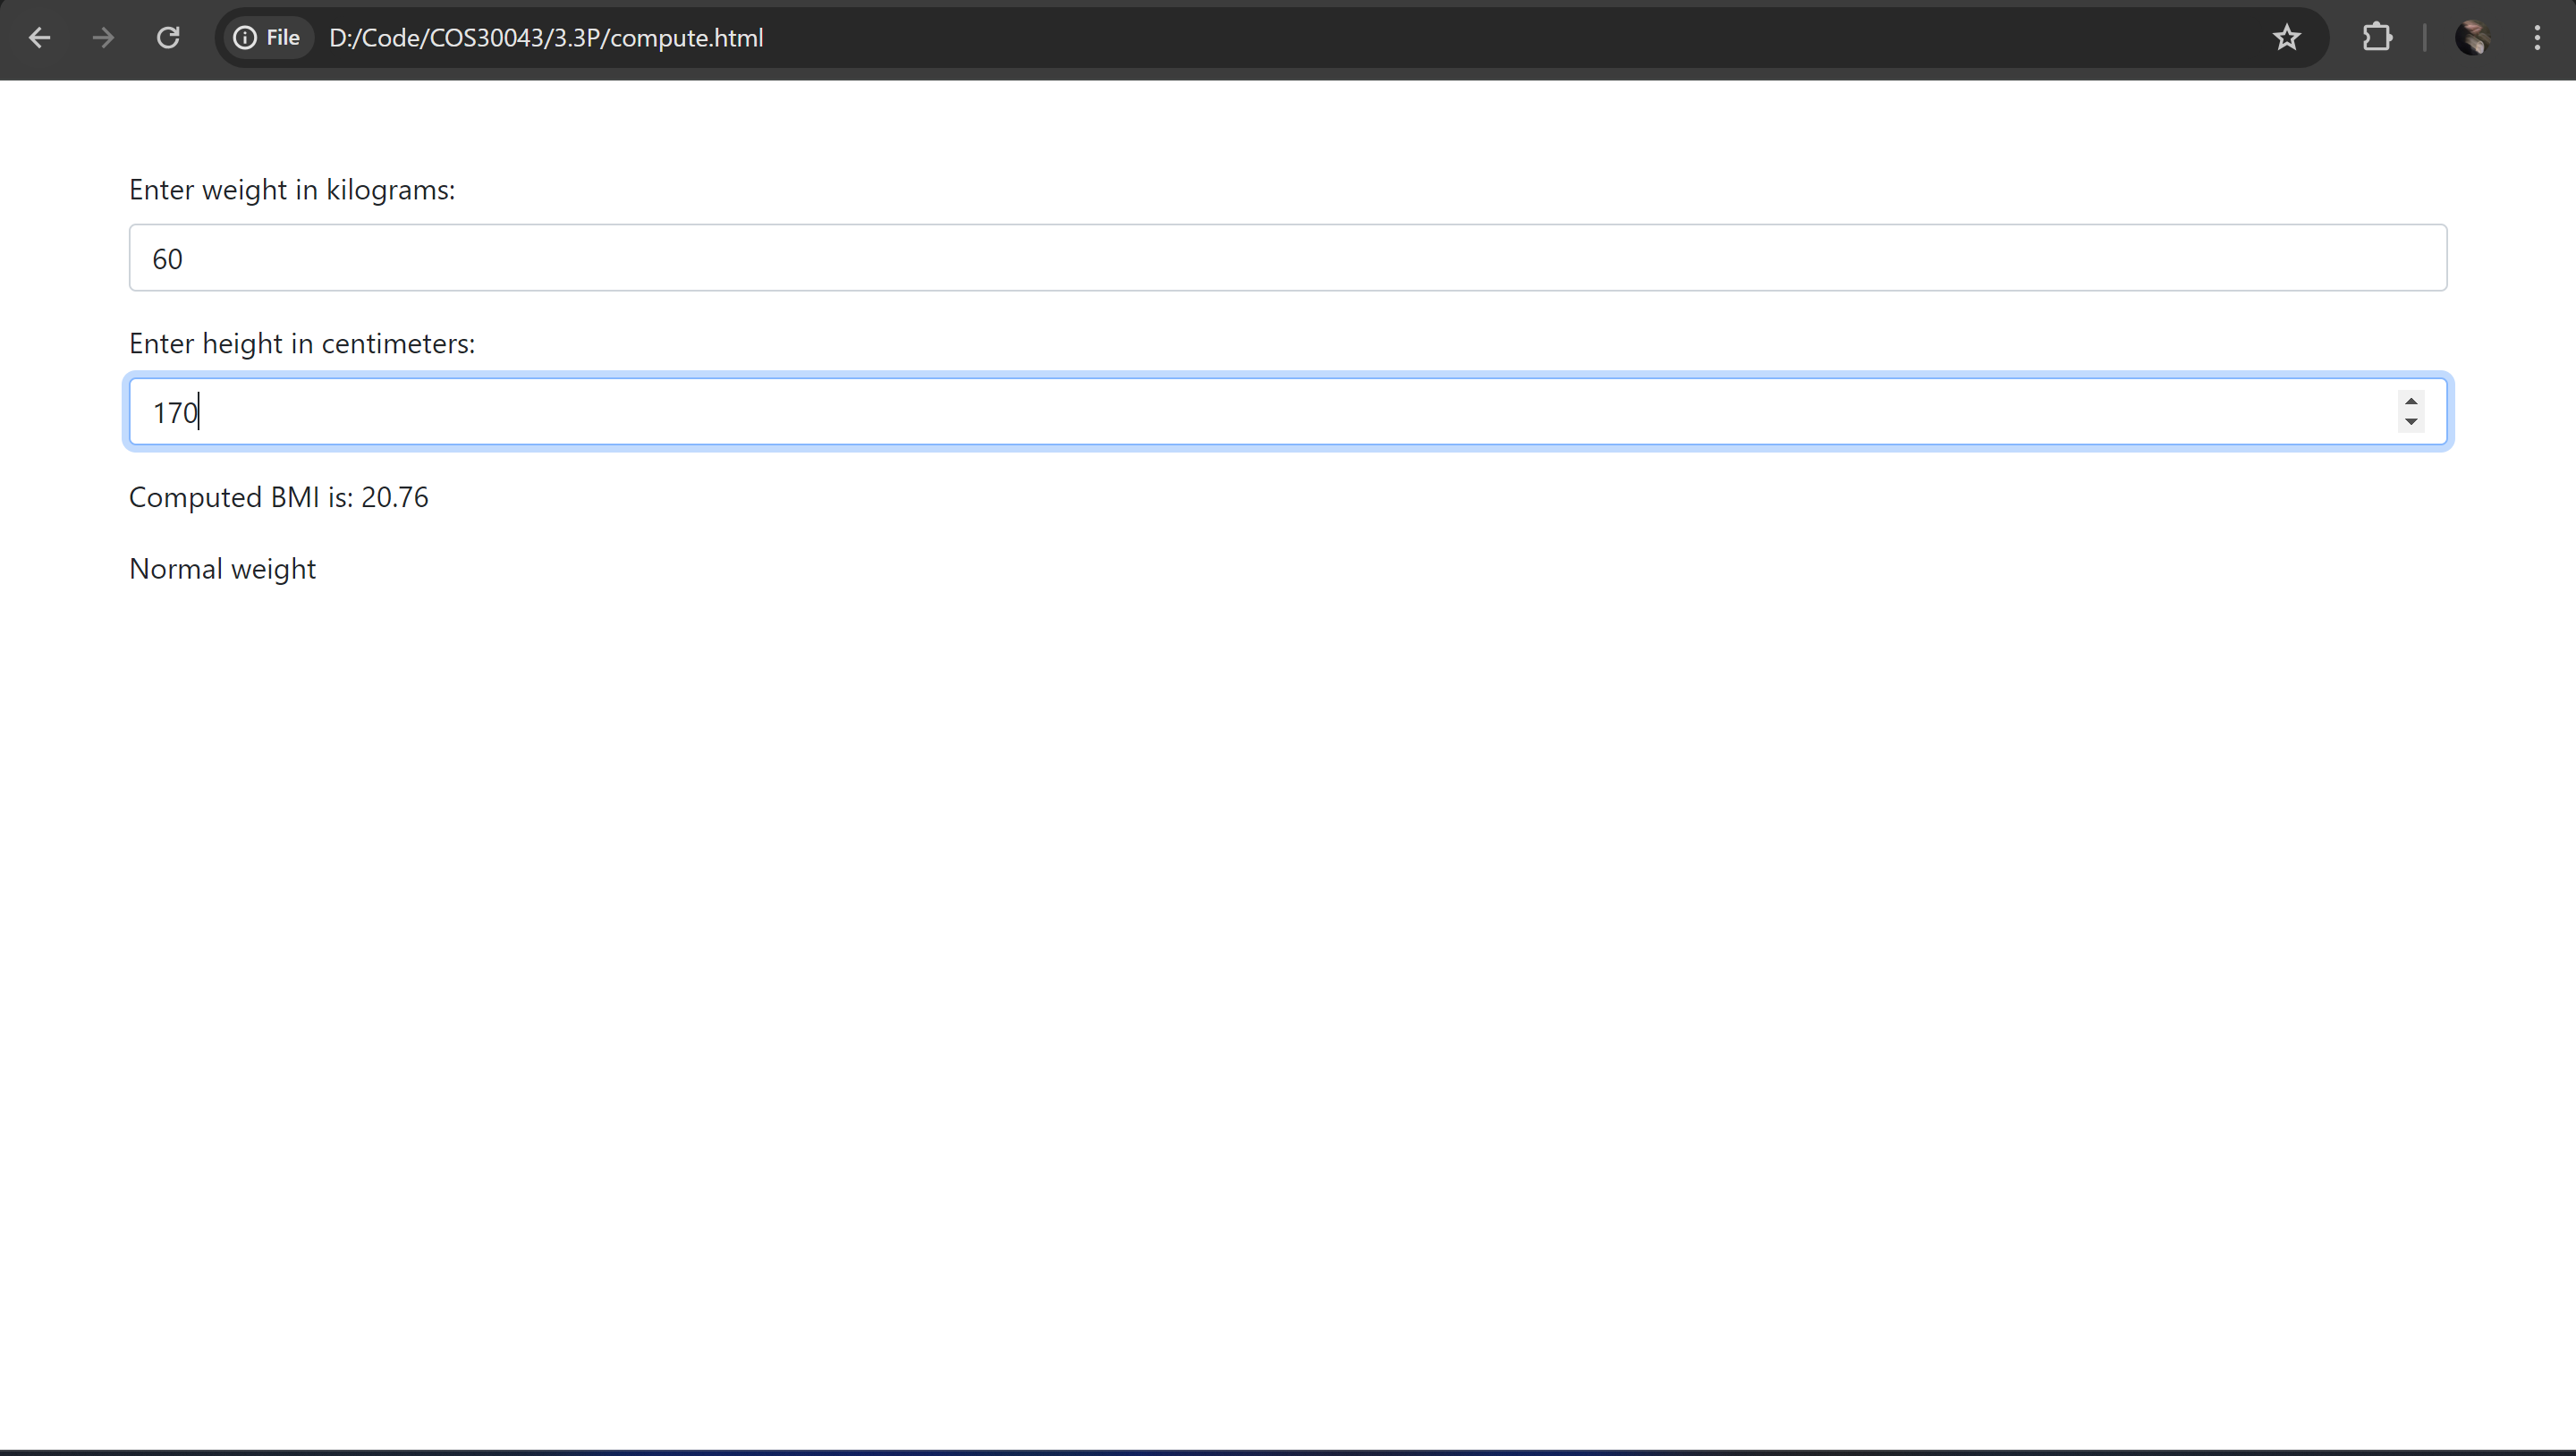 File D:/Code/COS30043/3.3P/compute.html
Enter weight in kilograms:
60
Enter height in centimeters:
170
Computed BMI is: 20.76
Normal weight